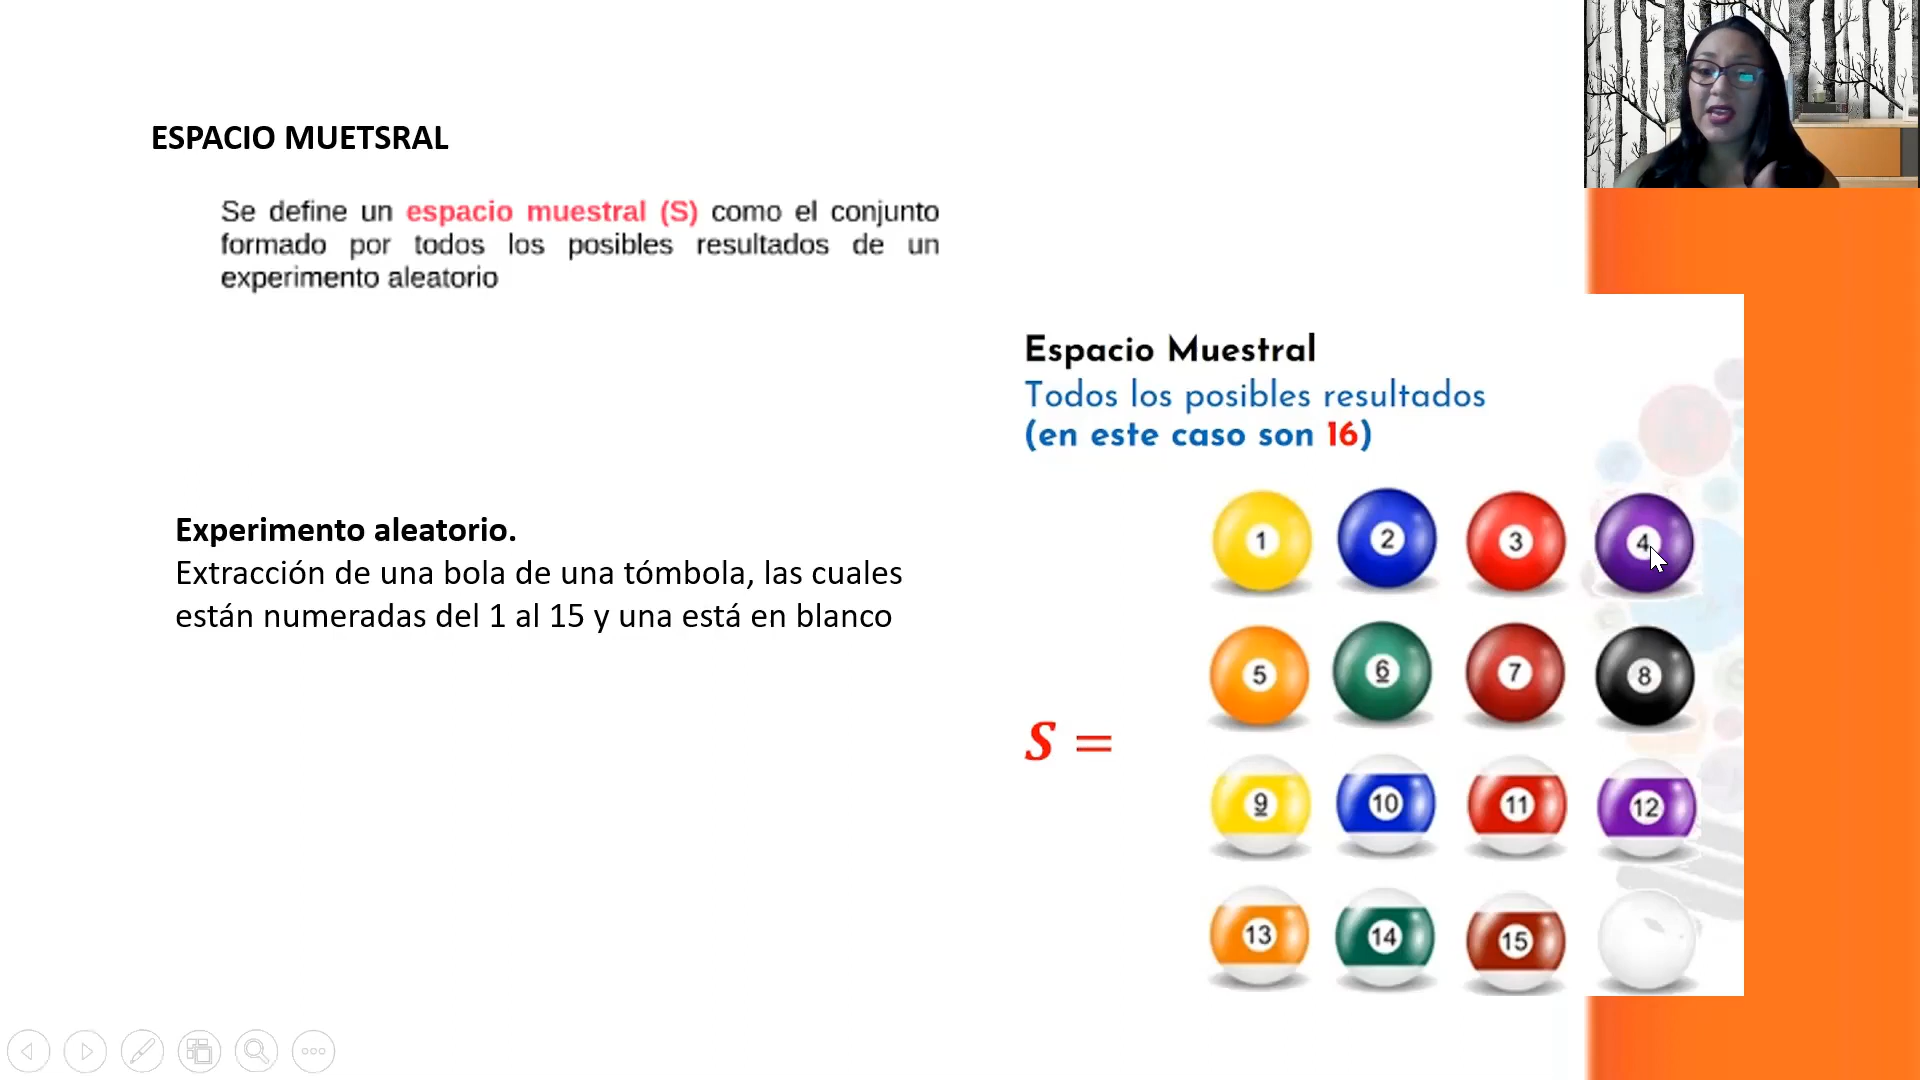 ESPACIO MUETSRAL
Se define un espacio muestral (S) como el conjunto
formado por todos los posibles resultados de un
experimento aleatorio
Experimento aleatorio.
Extracción de una bola de una tómbola, las cuales
están numeradas del 1 al 15 y una está en blanco
Espacio Muestral
Todos los posibles resultados
(en este caso son 16)
S =
1 2 3 4
5 6 7 8
9 10 11 12
13 14 15